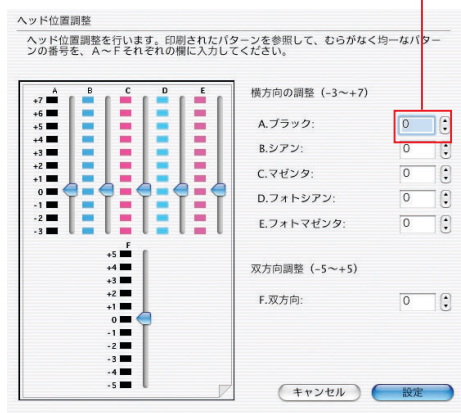 ヘッド位置調整
ヘッド位置調整を行います。印刷されたパターンを参照して、むらがなく均一なパター
ンの番号を、A～Fそれぞれの欄に入力してください。
A B C D E
+7
+6
+5
+4
+3
+2
+1
0
-1
-2
-3
F
+5
+4
+3
+2
+1
0
-1
-2
-3
-4
-5
横方向の調整（-3～+7）
A.ブラック: 0
B.シアン: 0
C.マゼンタ: 0
D.フォトシアン: 0
E.フォトマゼンタ: 0
双方向調整（-5～+5）
F.双方向: 0
キャンセル 設定